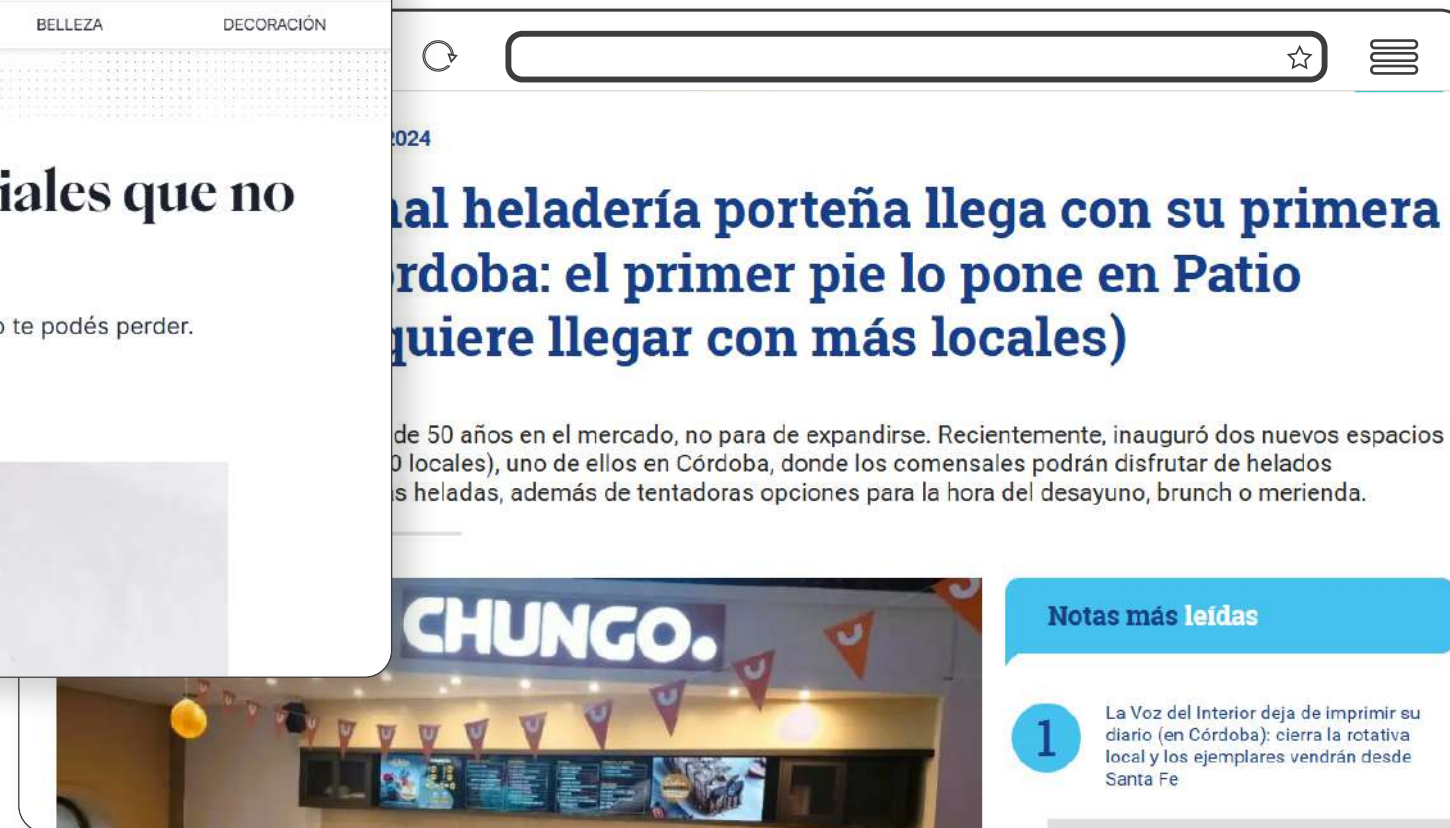 BELLEZA DECORACIÓN
que no
te podés perder.
2024
heladería porteña llega con su primera
el primer pie lo pone en Patio
quiere llegar con más locales)
de 50 años en el mercado, no para de expandirse. Recientemente, inauguró dos nuevos espacios
locales), uno de ellos en Córdoba, donde los comensales podrán disfrutar de helados
heladas, además de tentadoras opciones para la hora del desayuno, brunch o merienda.
CHUNGO.
Notas más leídas
1
La Voz del Interior deja de imprimir su
diario (en Córdoba): cierra la rotativa
local y los ejemplares vendrán desde
Santa Fe